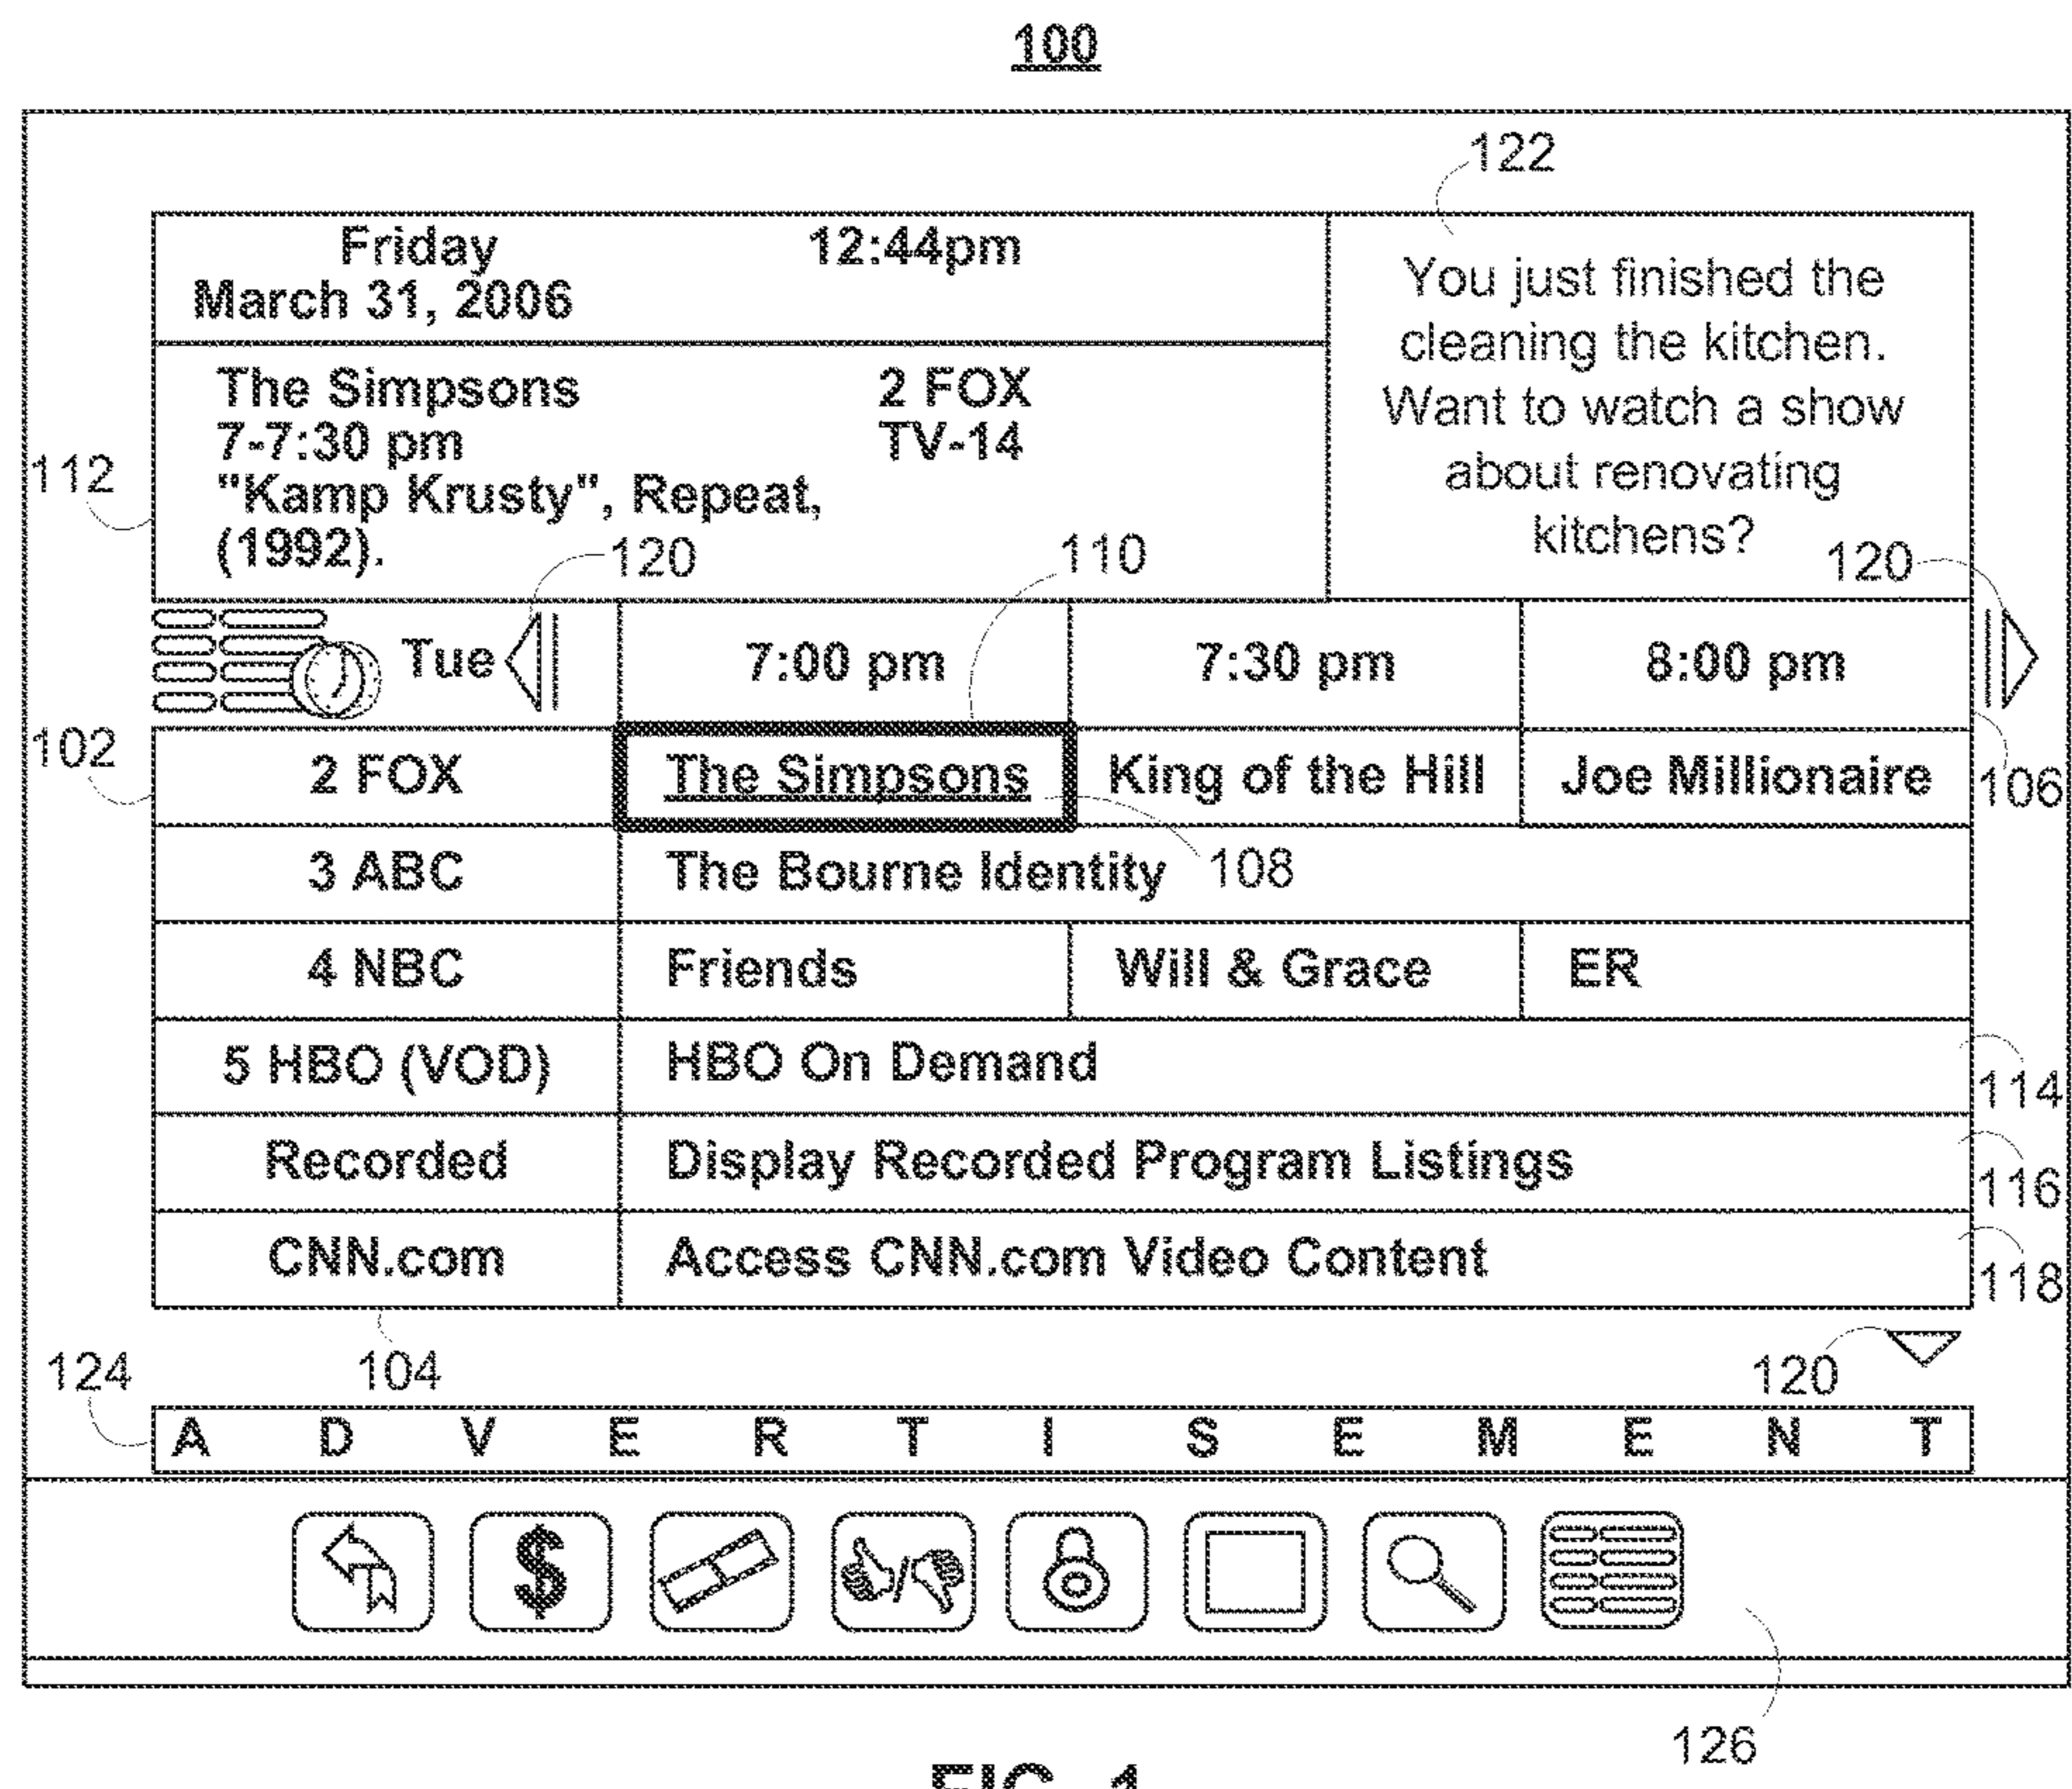 100
122
Friday 12:44pm
March 31, 2006
You just finished the
cleaning the kitchen.
Want to watch a show
about renovating
kitchens?
The Simpsons 2 FOX
7-7:30 pm TV-14
"Kamp Krusty", Repeat,
(1992).
112
120
110
120
Tue 7:00 pm 7:30 pm 8:00 pm
102
2 FOX The Simpsons King of the Hill Joe Millionaire
106
3 ABC The Bourne Identity 108
4 NBC Friends Will & Grace ER
5 HBO (VOD) HBO On Demand
114
Recorded Display Recorded Program Listings
116
CNN.com Access CNN.com Video Content
118
124
104
120
A D V E R T I S E M E N T
$
/
126
FIG. 1